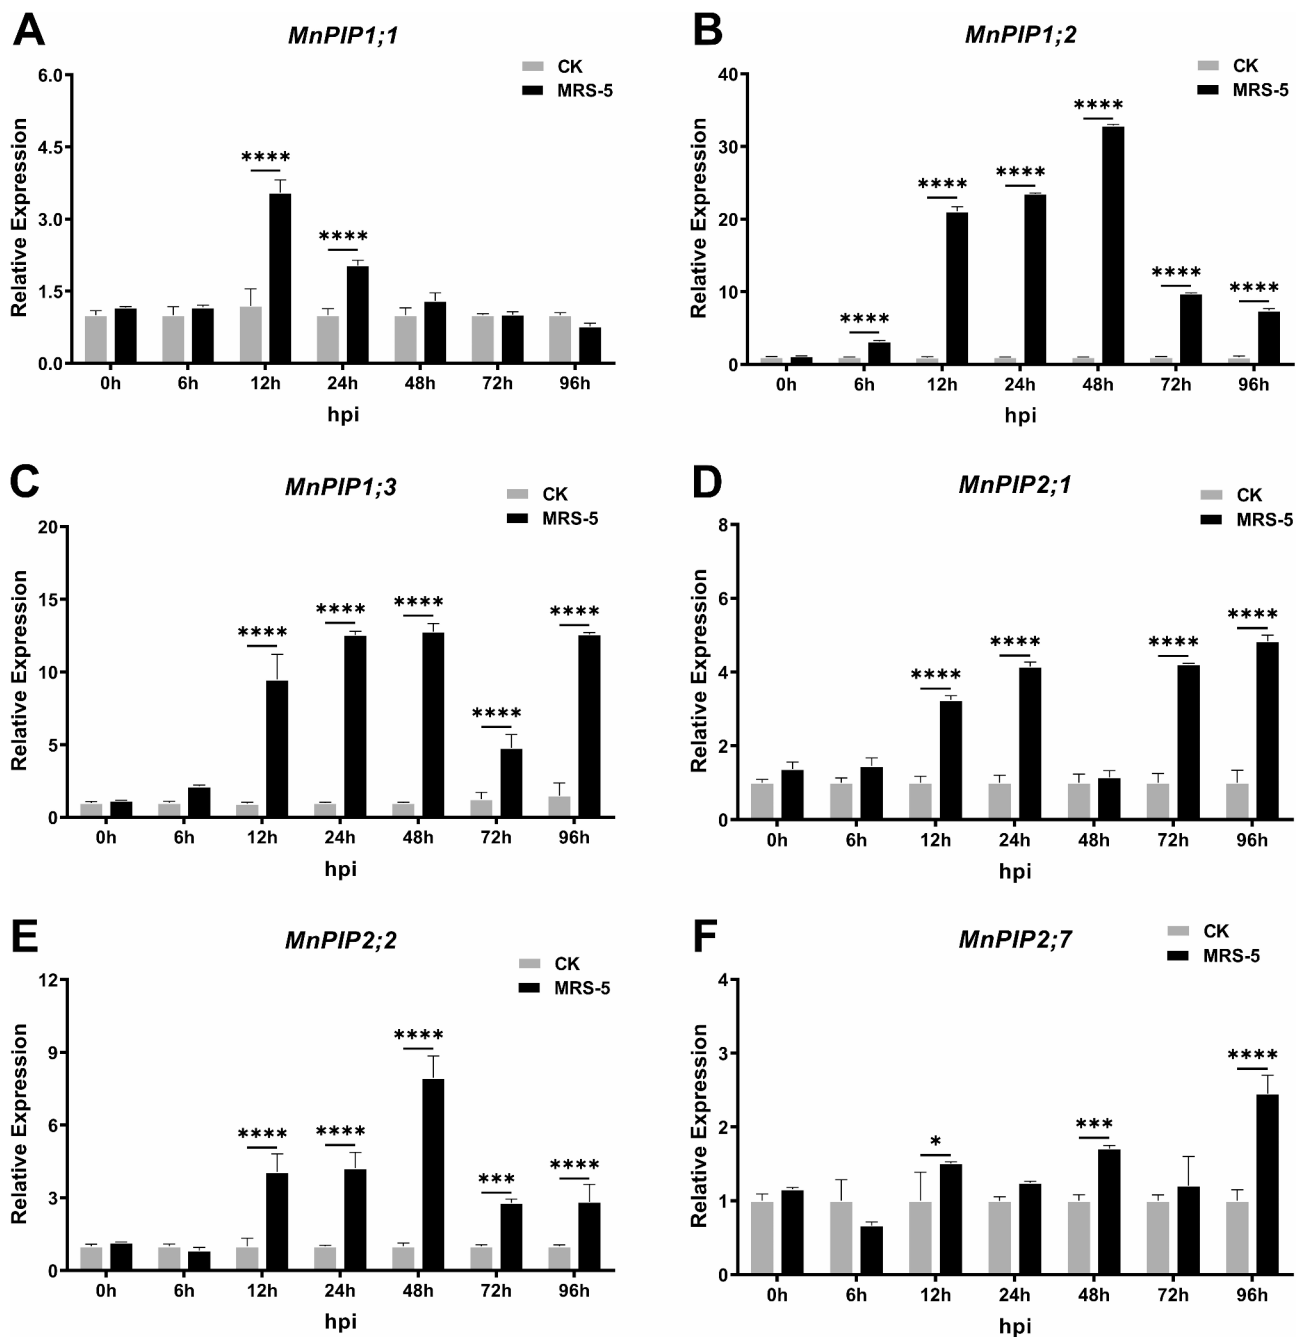 A
MnPIP1;1
CK
MRS-5
Relative Expression
6.0
4.5
3.0
1.5
0.0
****
****
0h 6h 12h 24h 48h 72h 96h
hpi
B
MnPIP1;2
CK
MRS-5
Relative Expression
40
30
20
10
0
****
****
****
****
****
****
0h 6h 12h 24h 48h 72h 96h
hpi
C
MnPIP1;3
CK
MRS-5
Relative Expression
20
15
10
5
0
****
****
****
****
****
0h 6h 12h 24h 48h 72h 96h
hpi
D
MnPIP2;1
CK
MRS-5
Relative Expression
8
6
4
2
0
****
****
****
****
0h 6h 12h 24h 48h 72h 96h
hpi
E
MnPIP2;2
CK
MRS-5
Relative Expression
12
9
6
3
0
****
****
****
***
****
0h 6h 12h 24h 48h 72h 96h
hpi
F
MnPIP2;7
CK
MRS-5
Relative Expression
4
3
2
1
0
*
***
****
0h 6h 12h 24h 48h 72h 96h
hpi